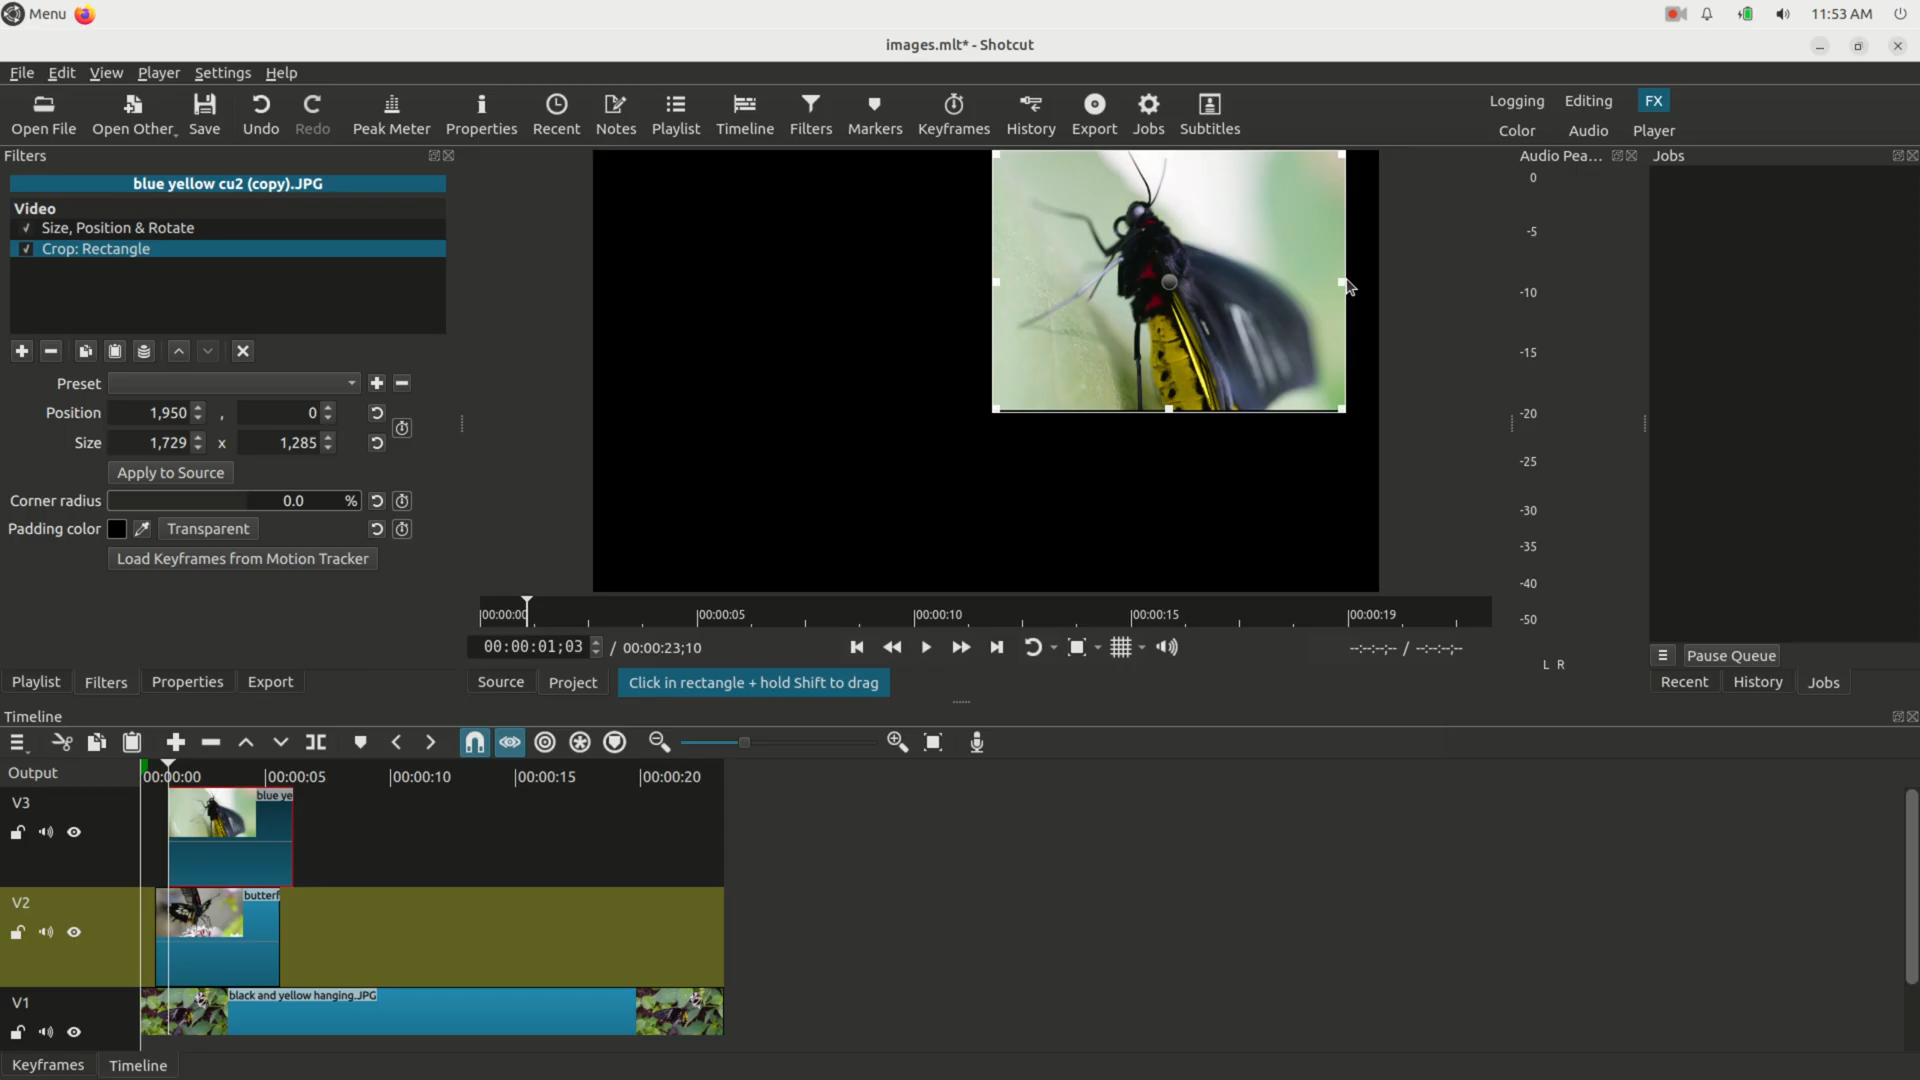 Menu
11:53 AM
images.mlt* - Shotcut
File Edit View Player Settings Help
Open File Open Other Save Undo Redo Peak Meter Properties Recent Notes Playlist Timeline Filters Markers Keyframes History Export Jobs Subtitles
Logging Editing FX
Color Audio Player
Filters
Audio Pea...
Jobs
blue yellow cu2 (copy).JPG
Video
Size, Position & Rotate
Crop: Rectangle
Preset
Position 1,950 , 0
Size 1,729 x 1,285
Apply to Source
Corner radius 0.0 %
Padding color Transparent
Load Keyframes from Motion Tracker
0
-5
-10
-15
-20
-25
-30
-35
-40
-50
L R
|00:00:00 |00:00:05 |00:00:10 |00:00:15 |00:00:19
00:00:01;03 / 00:00:23;10
--:--:--;-- / --:--:--;--
Pause Queue
Playlist Filters Properties Export
Source Project Click in rectangle + hold Shift to drag
Recent History Jobs
Timeline
Output
00:00:00 |00:00:05 |00:00:10 |00:00:15 |00:00:20
V3
blue ye
V2
butterf
V1
black and yellow hanging.JPG
Keyframes Timeline